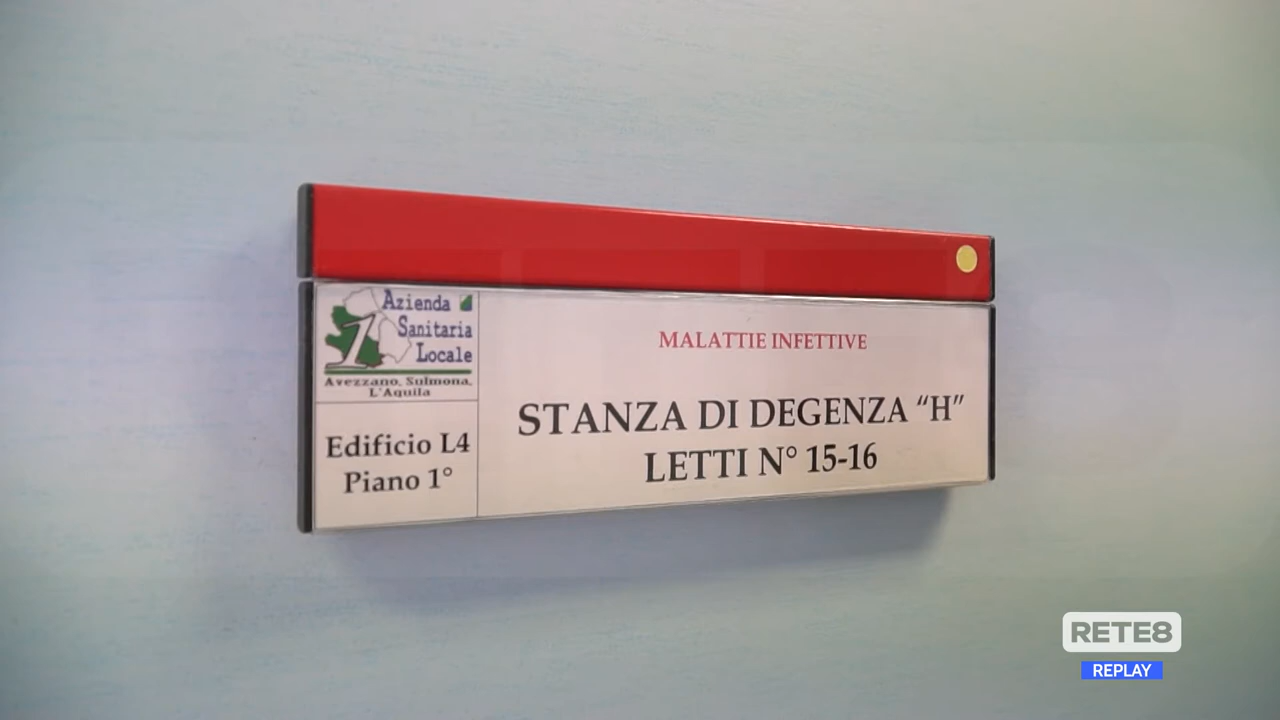 Azienda
Sanitaria
Locale
1
Avezzano, Sulmona,
L'Aquila
Edificio L4
Piano 1°
MALATTIE INFETTIVE
STANZA DI DEGENZA “H”
LETTI N° 15-16
RETE8
REPLAY